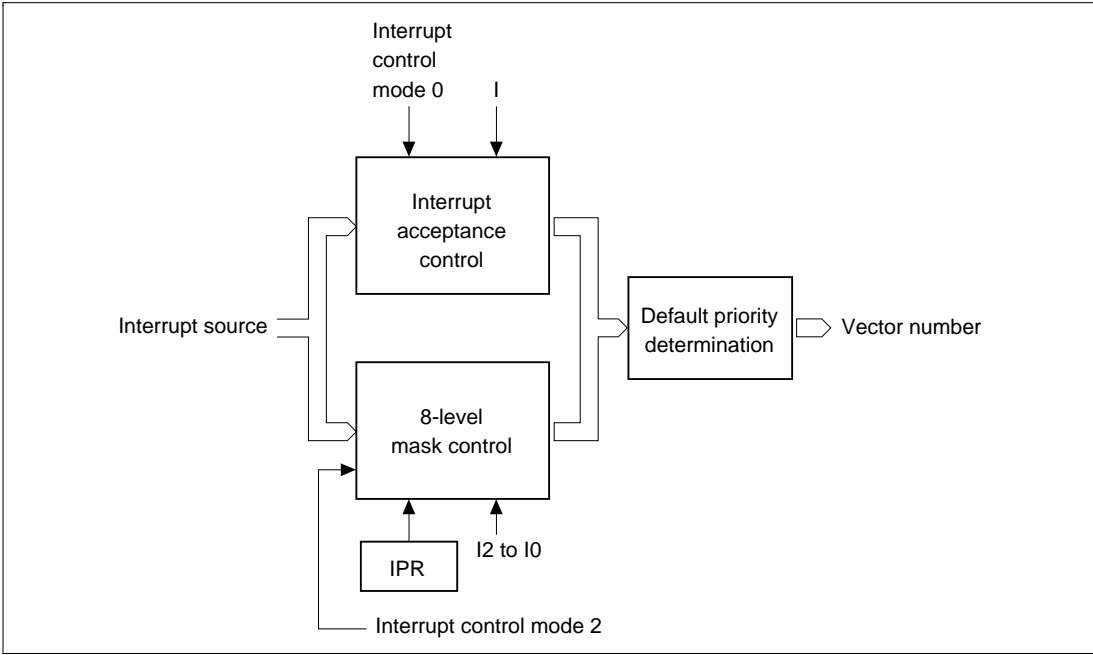 Interrupt
control
mode 0
I
Interrupt
acceptance
control
Interrupt source
Default priority
determination
Vector number
8-level
mask control
I2 to I0
IPR
Interrupt control mode 2